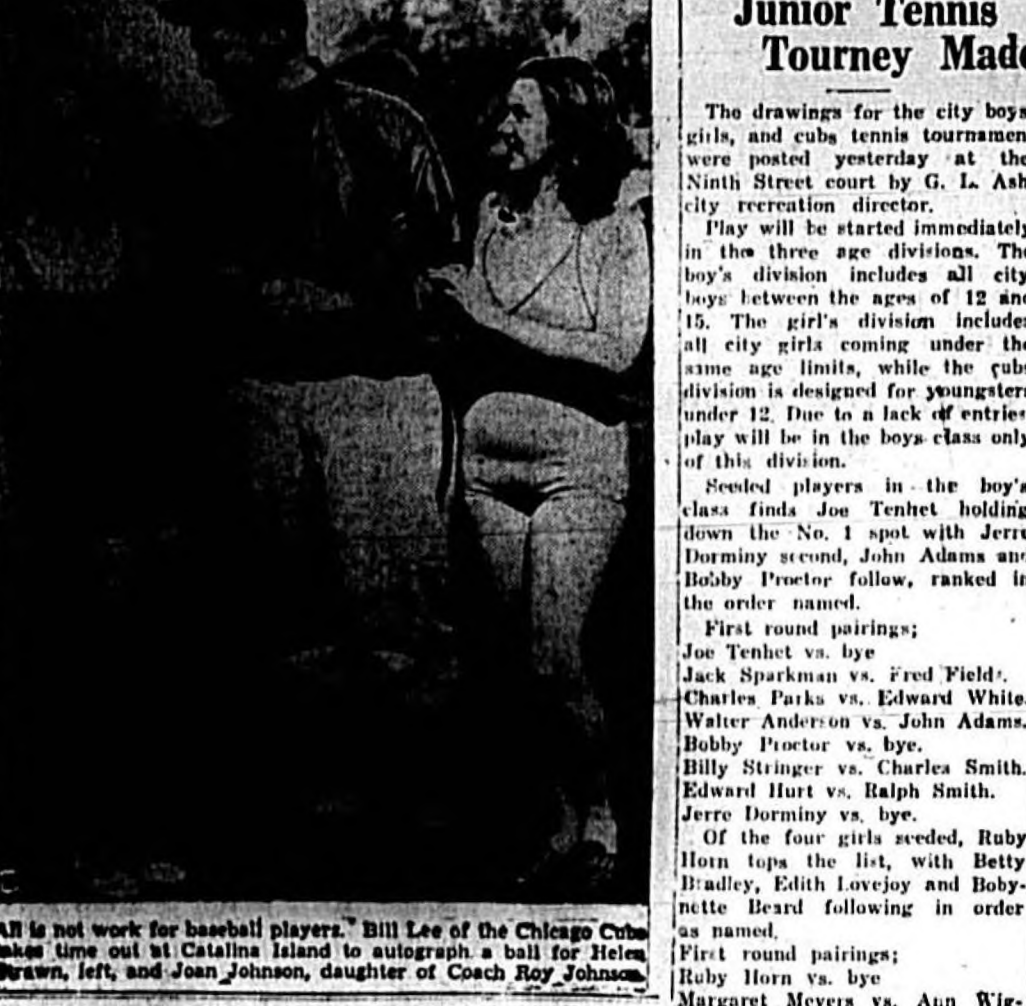 All is not work for baseball players. Bill Lee of the Chicago Cubs
takes time out at Catalina Island to autograph a ball for Helen
Strawn, left, and Joan Johnson, daughter of Coach Roy Johnson.
Junior Tennis
Tourney Made
The drawings for the city boys
girls, and cubs tennis tournamen
were posted yesterday at the
Ninth Street court by G. L. Ash
city recreation director.
Play will be started immediately
in the three age divisions. The
boy's division includes all city
boys between the ages of 12 and
15. The girl's division includes
all city girls coming under the
same age limits, while the cubs
division is designed for youngsters
under 12. Due to a lack of entries
play will be in the boys class only
of this division.
Seeded players in the boy's
class finds Joe Tenhet holding
down the No. 1 spot with Jerre
Dorminy second, John Adams and
Bobby Proctor follow, ranked in
the order named.
First round pairings;
Joe Tenhet vs. bye
Jack Sparkman vs. Fred Fields.
Charles Parks vs. Edward White.
Walter Anderson vs. John Adams.
Bobby Proctor vs. bye.
Billy Stringer vs. Charles Smith.
Edward Hurt vs. Ralph Smith.
Jerre Dorminy vs. bye.
Of the four girls seeded, Ruby
Horn tops the list, with Betty
Bradley, Edith Lovejoy and Boby-
nette Beard following in order
as named.
First round pairings;
Ruby Horn vs. bye
Margaret Meyers vs. Ann